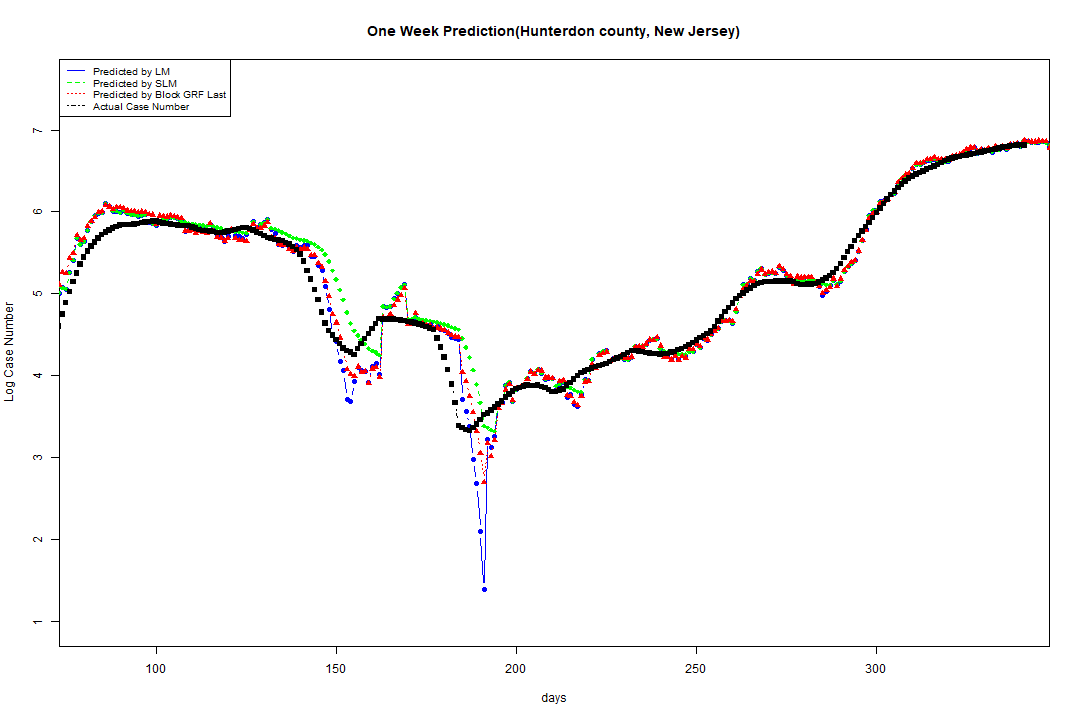 One Week Prediction(Hunterdon county, New Jersey)
Predicted by LM
Predicted by SLM
Predicted by Block GRF Last
Actual Case Number
7
6
5
4
3
2
1
Log Case Number
100 150 200 250 300
days